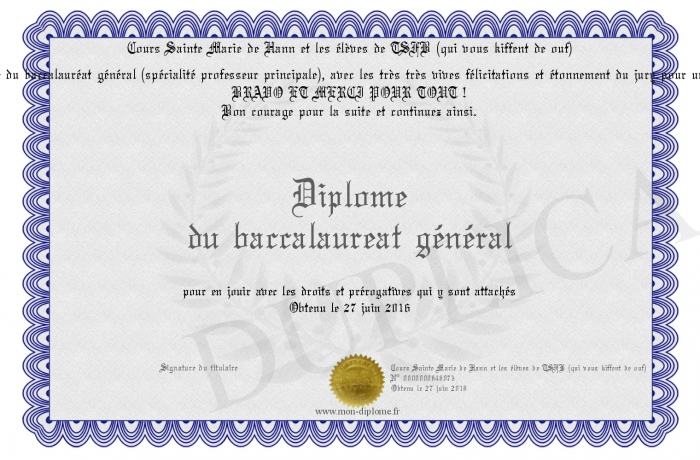 Cours Sainte Marie de Hann et les élèves de TSIB (qui vous kiffent de ouf)
du baccalauréat général (spécialité professeur principale), avec les très très vives félicitations et étonnement du jury pour
BRAVO ET MERCI POUR TOUT !
Bon courage pour la suite et continuez ainsi.
Diplome
du baccalaureat général
pour en jouir avec les droits et prérogatives qui y sont attachés
Obtenu le 27 juin 2016
DUPLICA
Signature du titulaire
Cours Sainte Marie de Hann et les élèves de TSIB (qui vous kiffent de ouf)
N°
Obtenu le 27 juin 2016
www.mon-diplome.fr